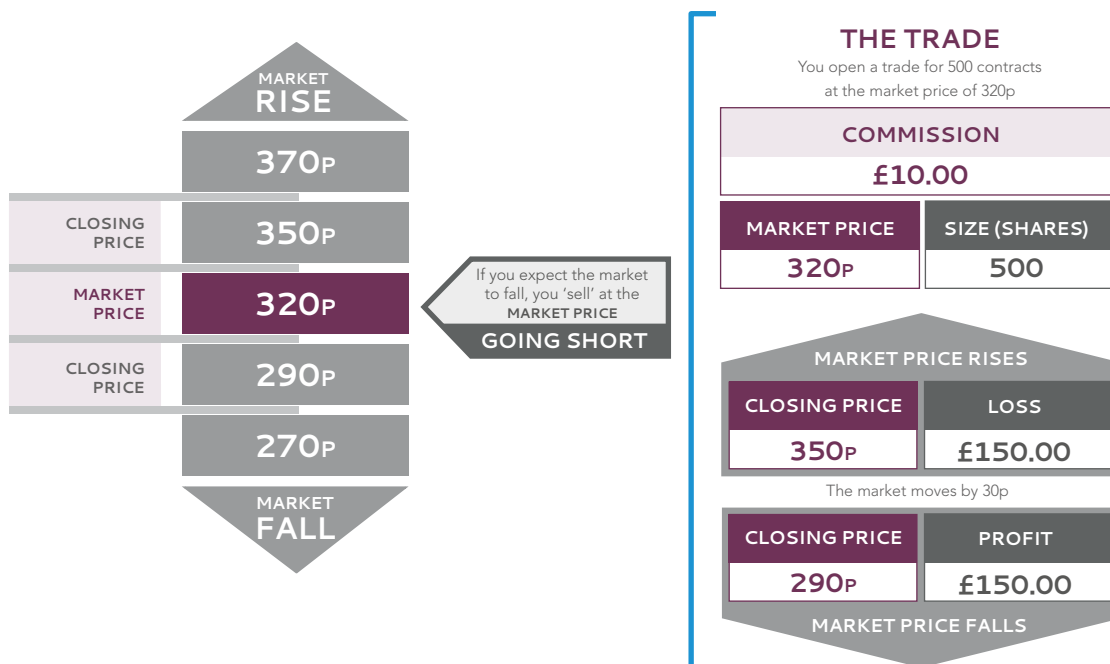 MARKET
RISE
370P
CLOSING
PRICE
350P
MARKET
PRICE
320P
CLOSING
PRICE
290P
270P
MARKET
FALL
If you expect the market
to fall, you ‘sell’ at the
MARKET PRICE
GOING SHORT
THE TRADE
You open a trade for 500 contracts
at the market price of 320p
COMMISSION
£10.00
MARKET PRICE
320P
SIZE (SHARES)
500
MARKET PRICE RISES
CLOSING PRICE
350P
LOSS
£150.00
The market moves by 30p
CLOSING PRICE
290P
PROFIT
£150.00
MARKET PRICE FALLS